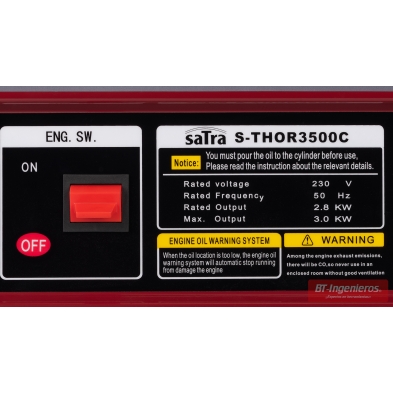 ENG. SW.
ON
OFF
saTra S-THOR3500C
Notice: You must pour the oil to the cylinder before use,
Please read the instruction about the relevant details.
Rated voltage 230 V
Rated Frequency 50 Hz
Rated Output 2.8 KW
Max. Output 3.0 KW
ENGINE OIL WARNING SYSTEM
When the oil location is too low, the engine oil
warning system will automatic stop running
from damage the engine
WARNING
Among the engine exhaust emissions,
there will be CO,so never use in an
enclosed room without good ventilation
BT-Ingenieros.